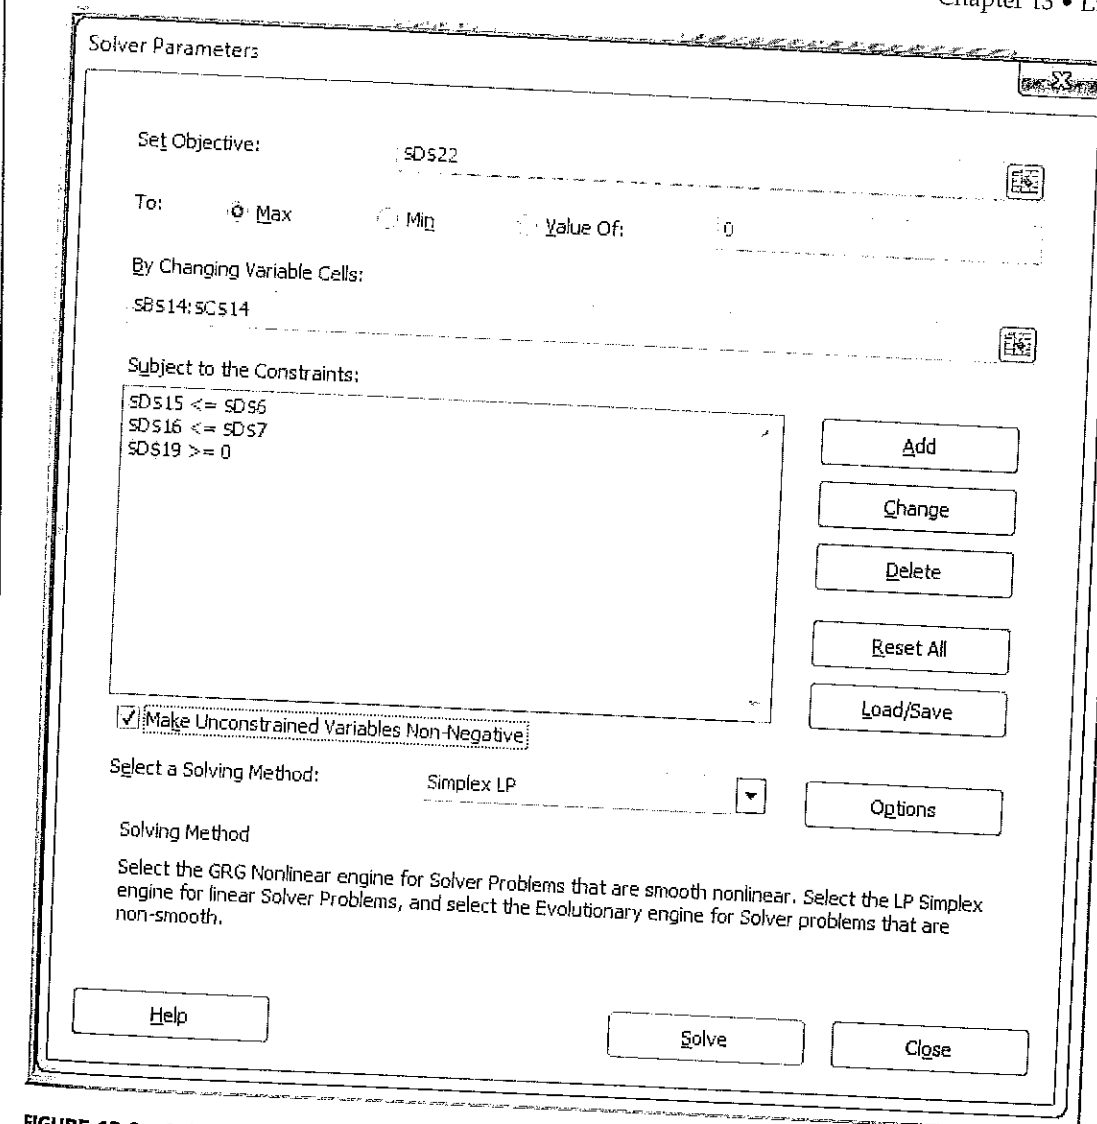 Chapter 13 • L
Solver Parameters
Set Objective:
$D$22
To:
Max
Min
Value Of:
0
By Changing Variable Cells:
$B$14:$C$14
Subject to the Constraints:
$D$15 <= $D$6
$D$16 <= $D$7
$D$19 >= 0
Add
Change
Delete
Reset All
Load/Save
Make Unconstrained Variables Non-Negative
Select a Solving Method:
Simplex LP
Options
Solving Method
Select the GRG Nonlinear engine for Solver Problems that are smooth nonlinear. Select the LP Simplex
engine for linear Solver Problems, and select the Evolutionary engine for Solver problems that are
non-smooth.
Help
Solve
Close
FIGURE